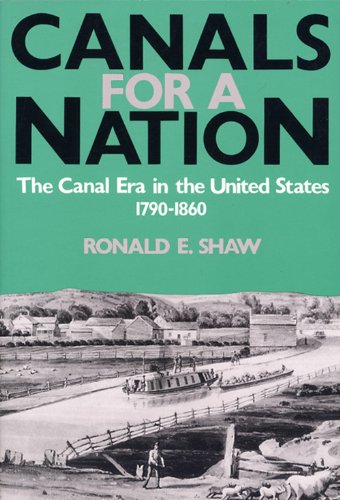 CANALS
FOR A
NATION
The Canal Era in the United States
1790-1860
RONALD E. SHAW